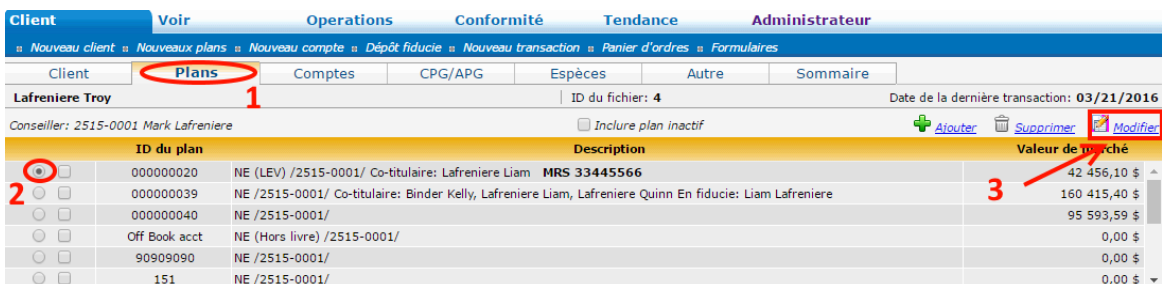 Client Voir Operations Conformité Tendance Administrateur
Nouveau client Nouveaux plans Nouveau compte Dépôt fiducie Nouveau transaction Panier d'ordres Formulaires
Client Plans Comptes CPG/APG Espèces Autre Sommaire
1
Lafreniere Troy ID du fichier: 4 Date de la dernière transaction: 03/21/2016
Conseiller: 2515-0001 Mark Lafreniere Inclure plan inactif Ajouter Supprimer Modifier
ID du plan Description Valeur de marché
2 000000020 NE (LEV) /2515-0001/ Co-titulaire: Lafreniere Liam MRS 33445566 42 456,10 $
3
000000039 NE /2515-0001/ Co-titulaire: Binder Kelly, Lafreniere Liam, Lafreniere Quinn En fiducie: Liam Lafreniere 160 415,40 $
000000040 NE /2515-0001/ 95 593,59 $
Off Book acct NE (Hors livre) /2515-0001/ 0,00 $
90909090 NE /2515-0001/ 0,00 $
151 NE /2515-0001/ 0,00 $